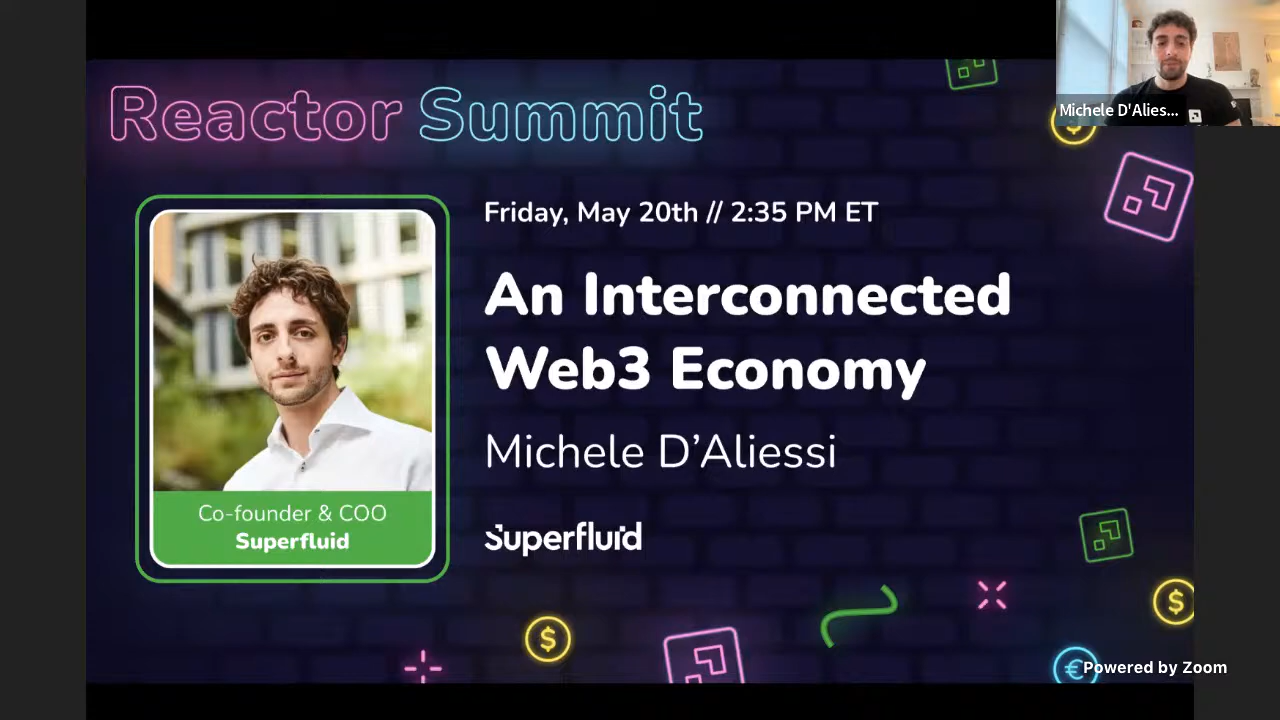 Reactor Summit
Michele D'Alies...
Friday, May 20th // 2:35 PM ET
An Interconnected
Web3 Economy
Michele D’Aliessi
Co-founder & COO
Superfluid
Superfluid
$
$
$
€
Powered by Zoom